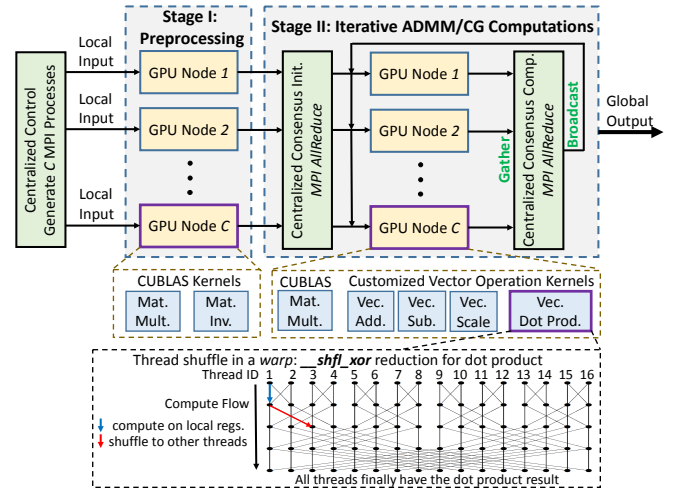 Stage I:
Preprocessing
Stage II: Iterative ADMM/CG Computations
Centralized Control
Generate C MPI Processes
Local
Input
Local
Input
Local
Input
GPU Node 1
GPU Node 2
GPU Node C
Centralized Consensus Init.
MPI AllReduce
GPU Node 1
GPU Node 2
GPU Node C
Gather
Centralized Consensus Comp.
MPI AllReduce
Broadcast
Global
Output
CUBLAS Kernels
Mat.
Mult.
Mat.
Inv.
CUBLAS
Mat.
Mult.
Customized Vector Operation Kernels
Vec.
Add.
Vec.
Sub.
Vec.
Scale
Vec.
Dot Prod.
Thread shuffle in a warp: __shfl_xor reduction for dot product
Thread ID 1 2 3 4 5 6 7 8 9 10 11 12 13 14 15 16
Compute Flow
compute on local regs.
shuffle to other threads
All threads finally have the dot product result